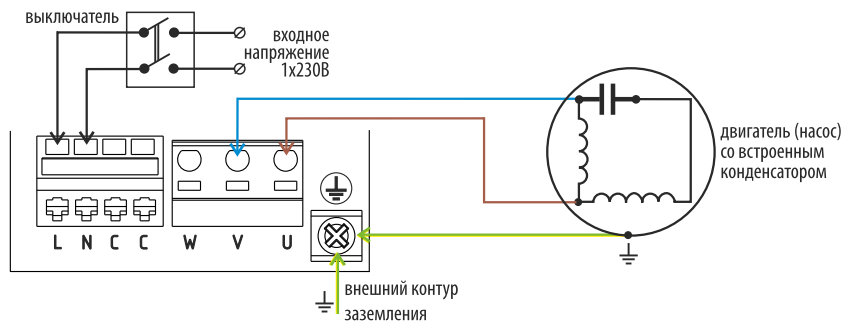 выключатель
входное
напряжение
1x230В
двигатель (насос)
со встроенным
конденсатором
L N C C W V U
внешний контур
заземления